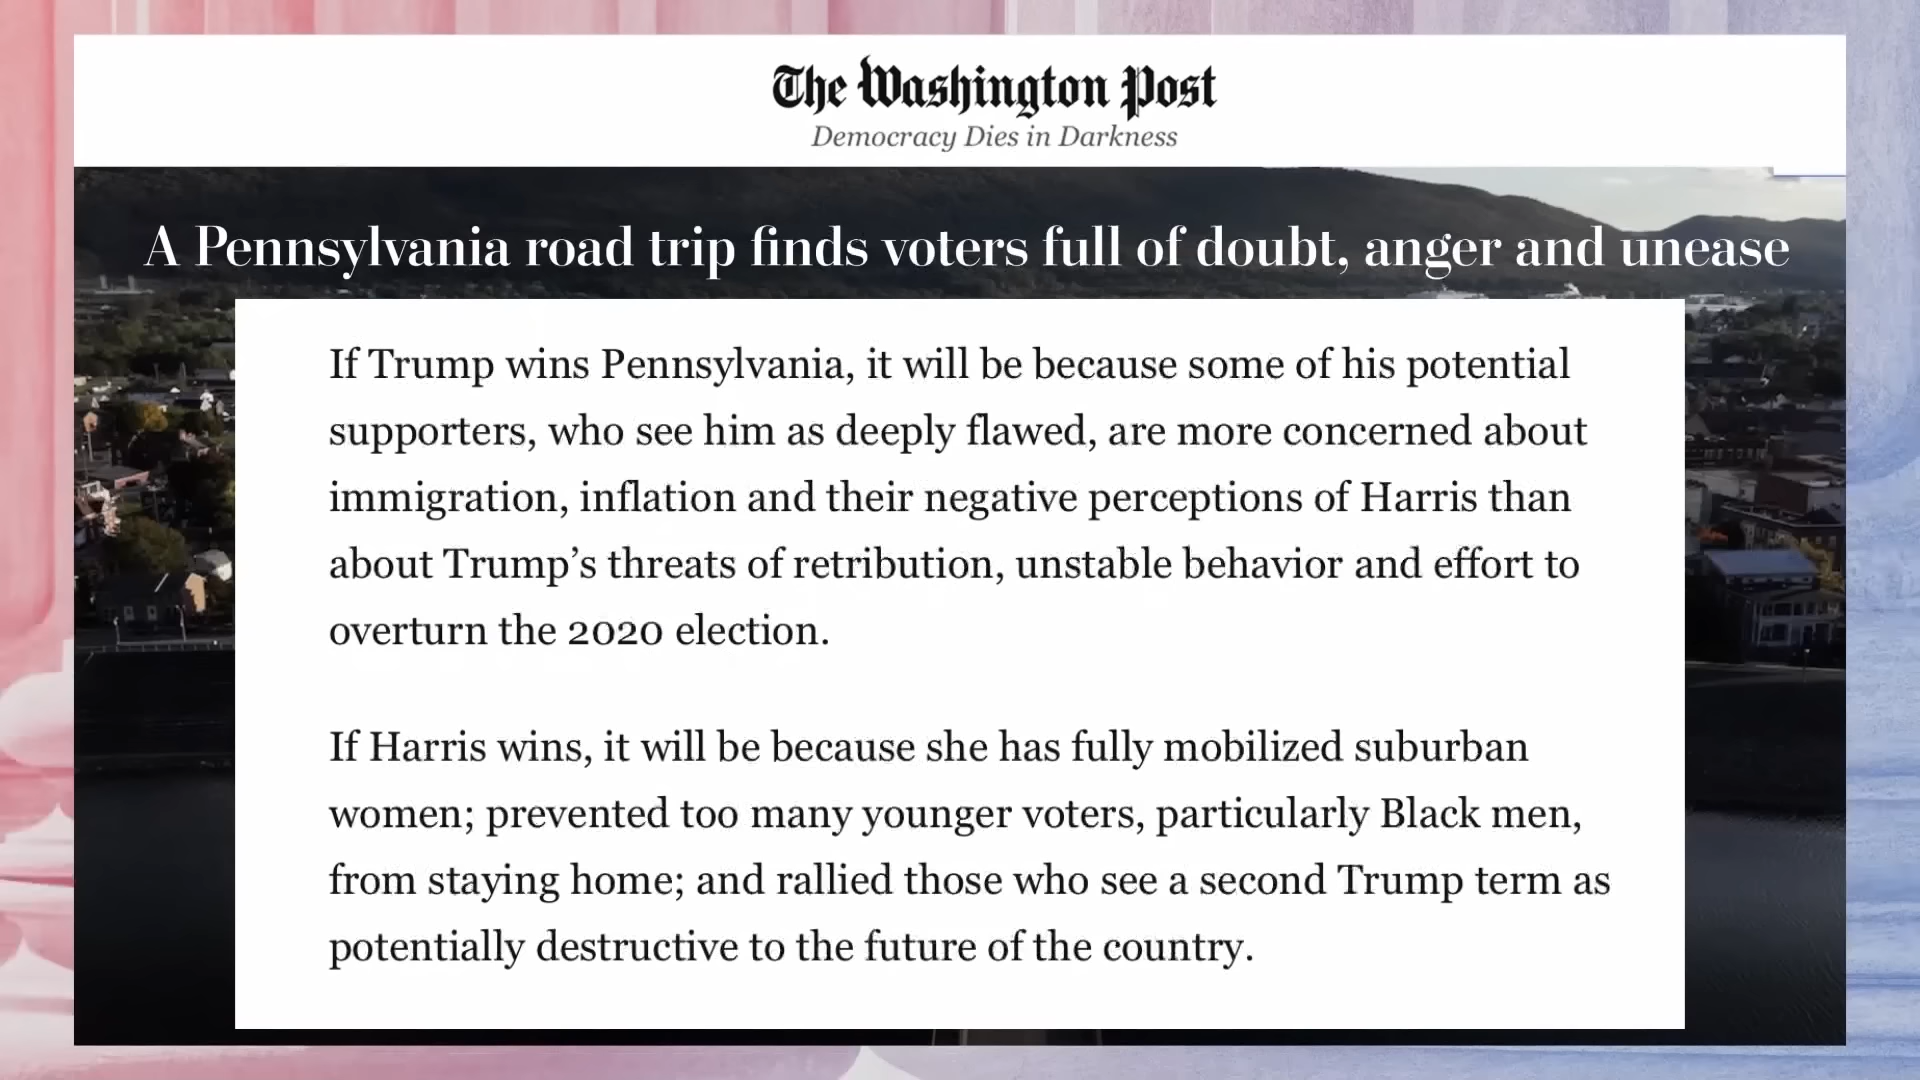 The Washington Post
Democracy Dies in Darkness
A Pennsylvania road trip finds voters full of doubt, anger and unease
If Trump wins Pennsylvania, it will be because some of his potential
supporters, who see him as deeply flawed, are more concerned about
immigration, inflation and their negative perceptions of Harris than
about Trump’s threats of retribution, unstable behavior and effort to
overturn the 2020 election.
If Harris wins, it will be because she has fully mobilized suburban
women; prevented too many younger voters, particularly Black men,
from staying home; and rallied those who see a second Trump term as
potentially destructive to the future of the country.